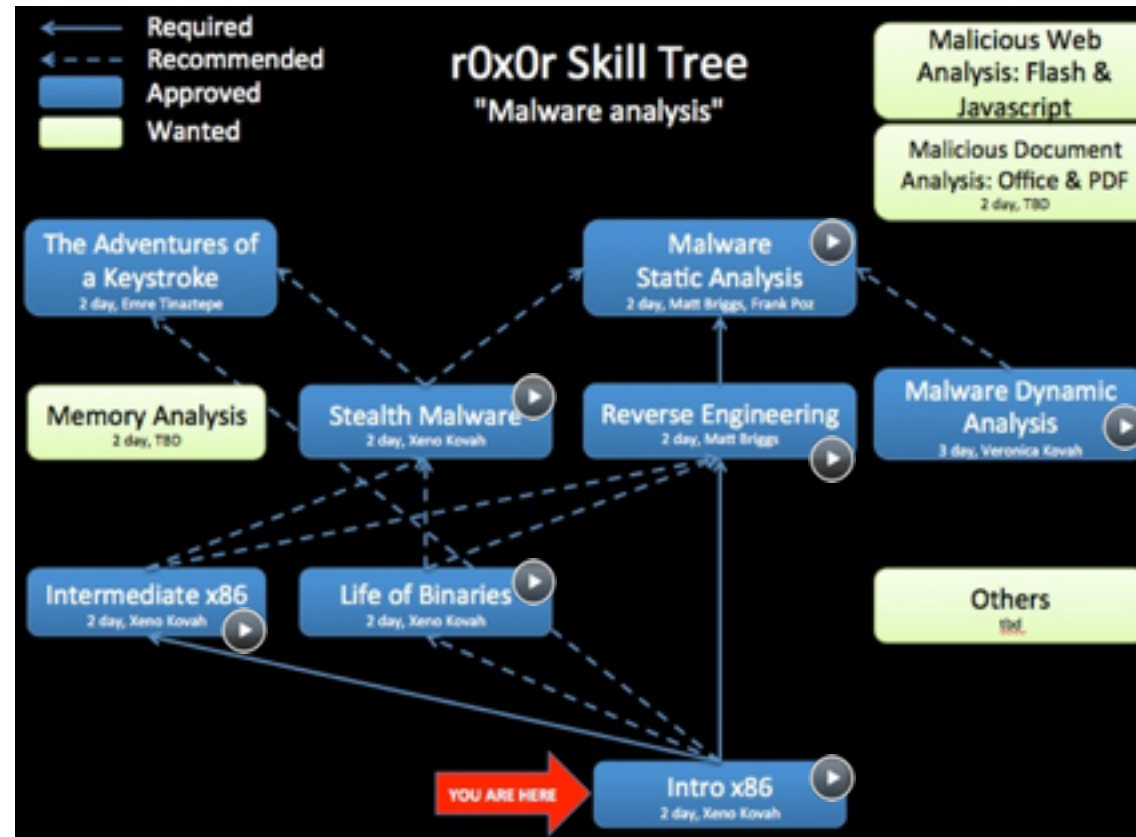 Required
Recommended
Approved
Wanted
r0x0r Skill Tree
"Malware analysis"
Malicious Web
Analysis: Flash &
Javascript
Malicious Document
Analysis: Office & PDF
2 day, TBD
The Adventures of
a Keystroke
2 day, Emre Tinaztepe
Malware
Static Analysis
2 day, Matt Briggs, Frank Poz
Memory Analysis
2 day, TBD
Stealth Malware
2 day, Xeno Kovah
Reverse Engineering
2 day, Matt Briggs
Malware Dynamic
Analysis
3 day, Veronica Kovah
Intermediate x86
2 day, Xeno Kovah
Life of Binaries
2 day, Xeno Kovah
Others
tbd
YOU ARE HERE
Intro x86
2 day, Xeno Kovah